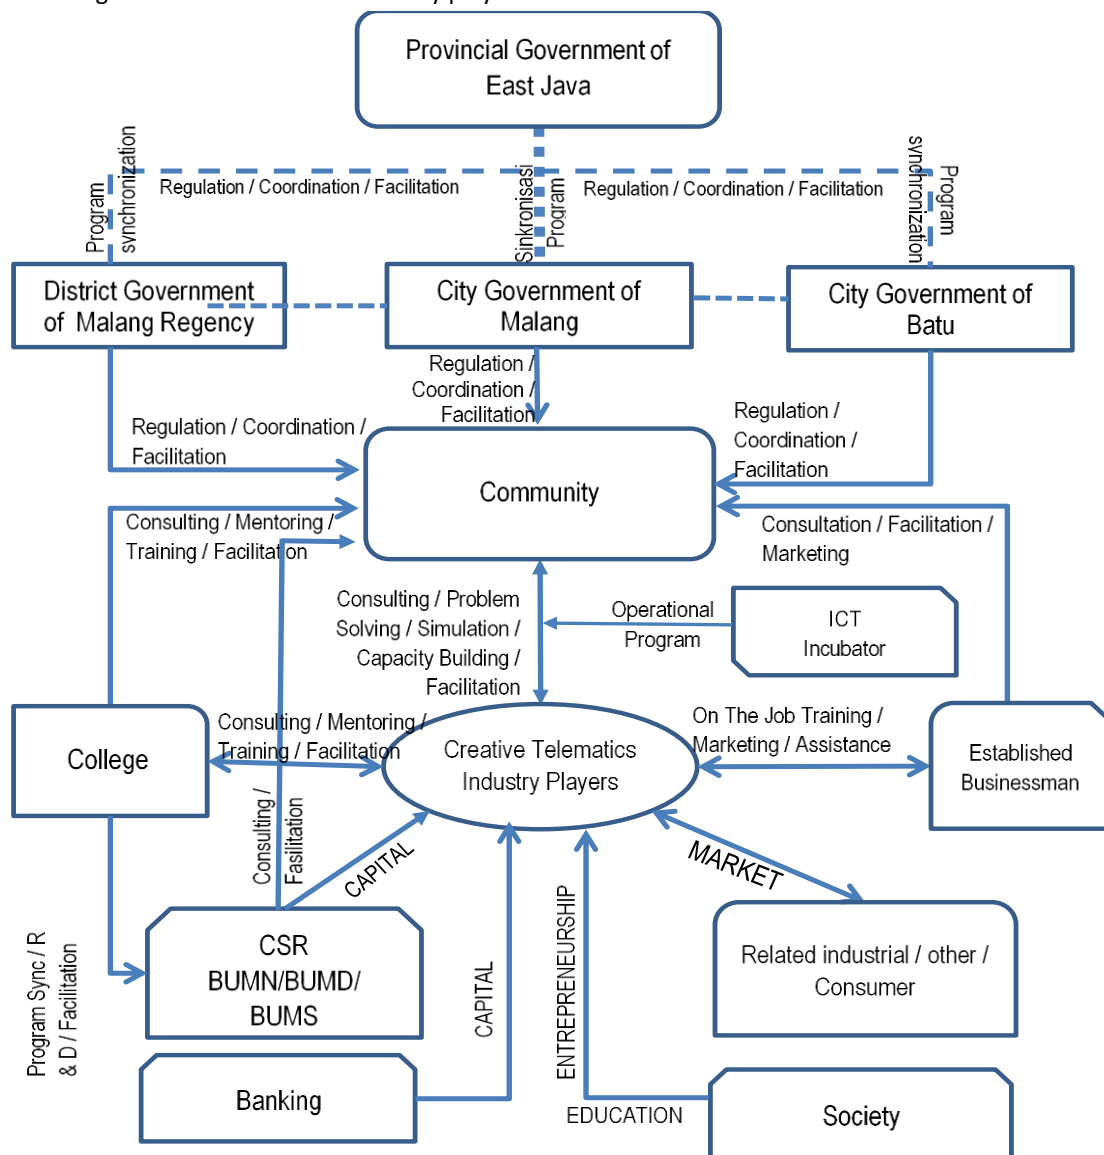 Provincial Government of
East Java
Program
synchronization
Regulation / Coordination / Facilitation
Sinkronisasi
Program
Regulation / Coordination / Facilitation
synchronization
Program
District Government
of Malang Regency
City Government of
Malang
City Government of
Batu
Regulation /
Coordination /
Facilitation
Regulation / Coordination /
Facilitation
Regulation /
Coordination /
Facilitation
Community
Consulting / Mentoring /
Training / Facilitation
Consultation / Facilitation /
Marketing
Consulting / Problem
Solving / Simulation /
Capacity Building /
Facilitation
Operational
Program
ICT
Incubator
College
Consulting / Mentoring /
Training / Facilitation
Creative Telematics
Industry Players
On The Job Training /
Marketing / Assistance
Established
Businessman
Consulting /
Fasilitation
CAPITAL
MARKET
CSR
BUMN/BUMD/
BUMS
Related industrial / other /
Consumer
Program Sync / R
& D / Facilitation
CAPITAL
ENTREPRENEURSHIP
Banking
EDUCATION
Society